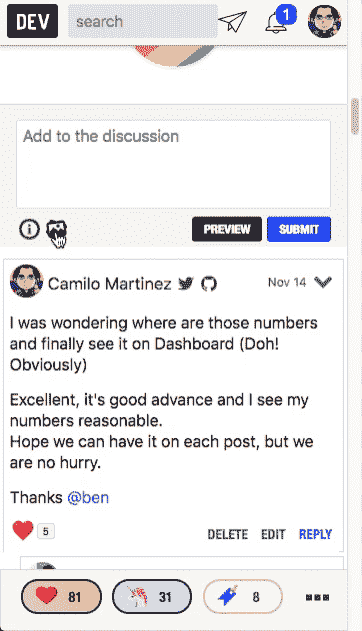 DEV search 1
Add to the discussion
PREVIEW SUBMIT
Camilo Martinez Nov 14
I was wondering where are those numbers
and finally see it on Dashboard (Doh!
Obviously)
Excellent, it's good advance and I see my
numbers reasonable.
Hope we can have it on each post, but we
are no hurry.
Thanks @ben
5 DELETE EDIT REPLY
81 31 8